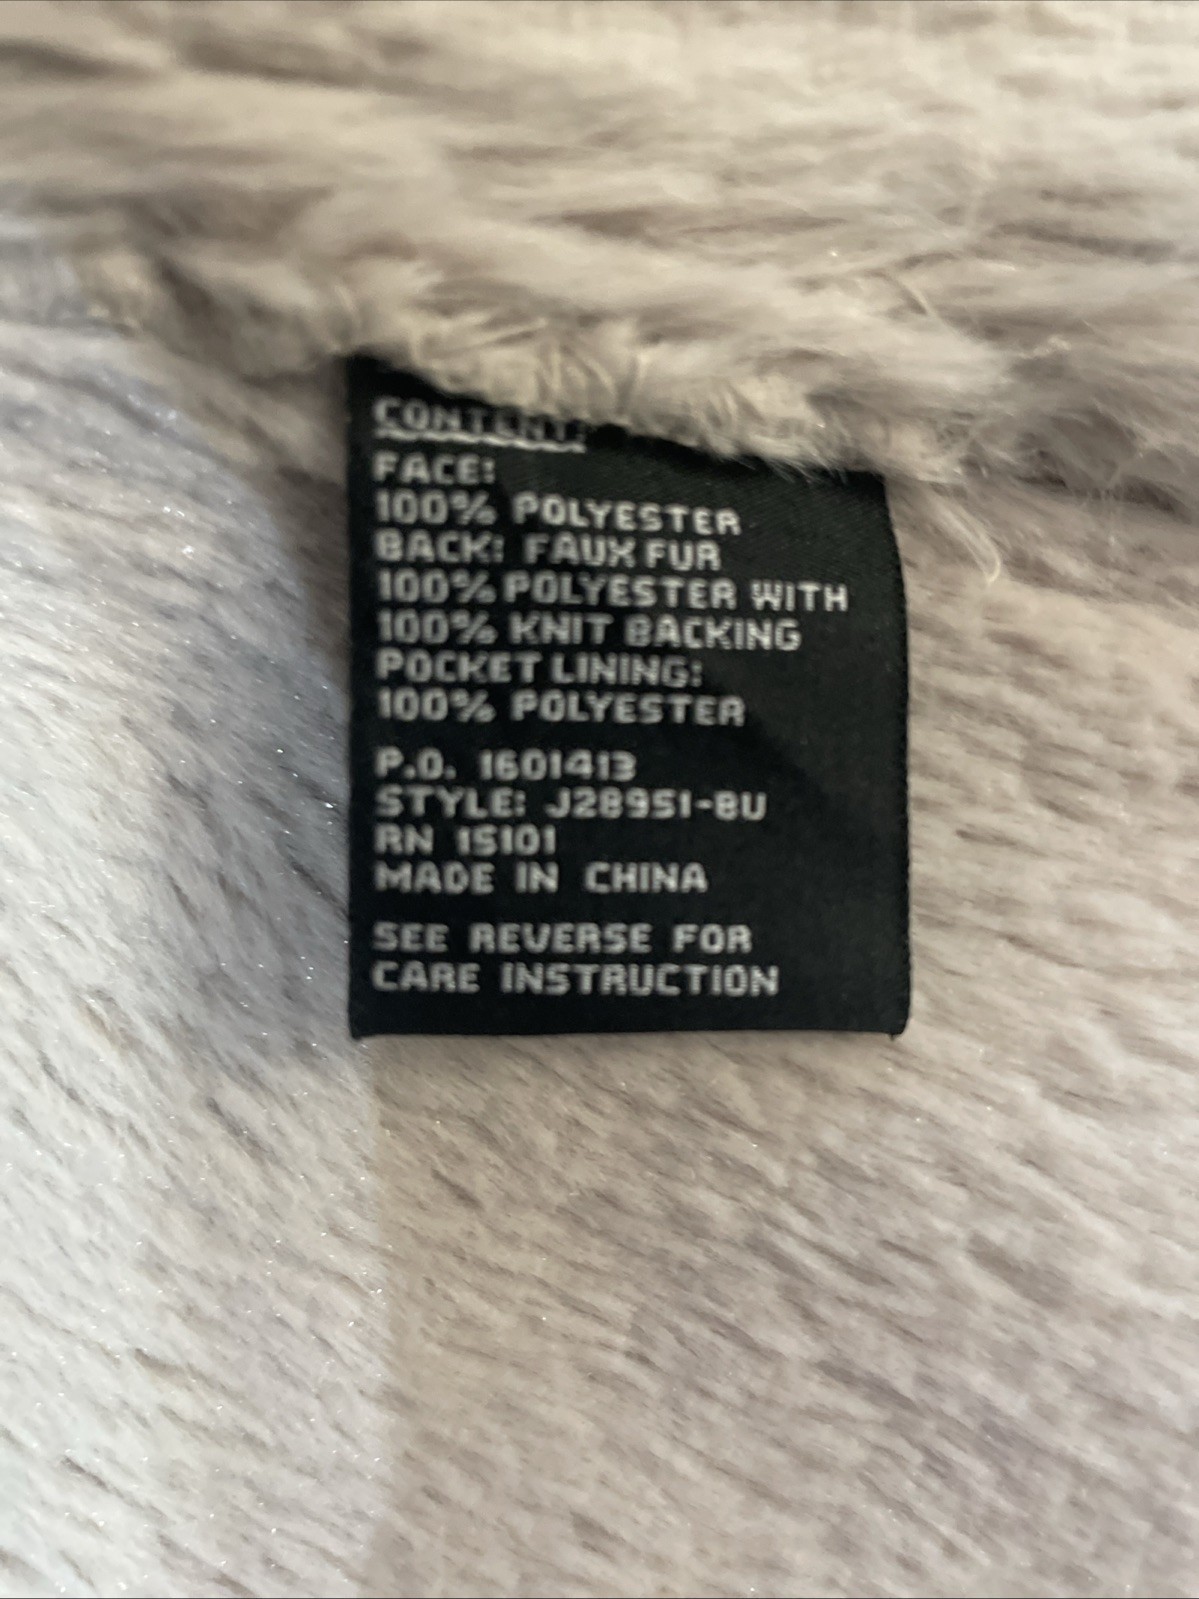 CONTENT:
FACE:
100% POLYESTER
BACK: FAUX FUR
100% POLYESTER WITH
100% KNIT BACKING
POCKET LINING:
100% POLYESTER
P.O. 1601413
STYLE: J28951-BU
RN 15101
MADE IN CHINA
SEE REVERSE FOR
CARE INSTRUCTION